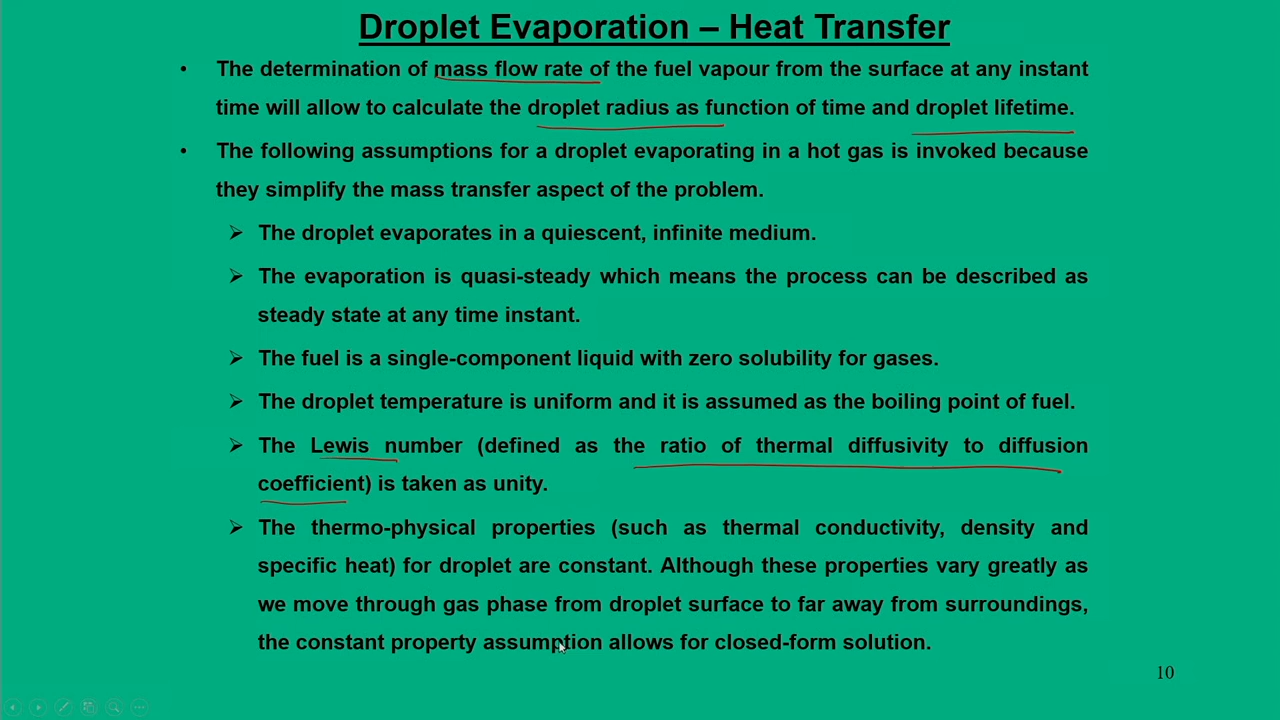 Droplet Evaporation – Heat Transfer
• The determination of mass flow rate of the fuel vapour from the surface at any instant
time will allow to calculate the droplet radius as function of time and droplet lifetime.
• The following assumptions for a droplet evaporating in a hot gas is invoked because
they simplify the mass transfer aspect of the problem.
➢ The droplet evaporates in a quiescent, infinite medium.
➢ The evaporation is quasi-steady which means the process can be described as
steady state at any time instant.
➢ The fuel is a single-component liquid with zero solubility for gases.
➢ The droplet temperature is uniform and it is assumed as the boiling point of fuel.
➢ The Lewis number (defined as the ratio of thermal diffusivity to diffusion
coefficient) is taken as unity.
➢ The thermo-physical properties (such as thermal conductivity, density and
specific heat) for droplet are constant. Although these properties vary greatly as
we move through gas phase from droplet surface to far away from surroundings,
the constant property assumption allows for closed-form solution.
10